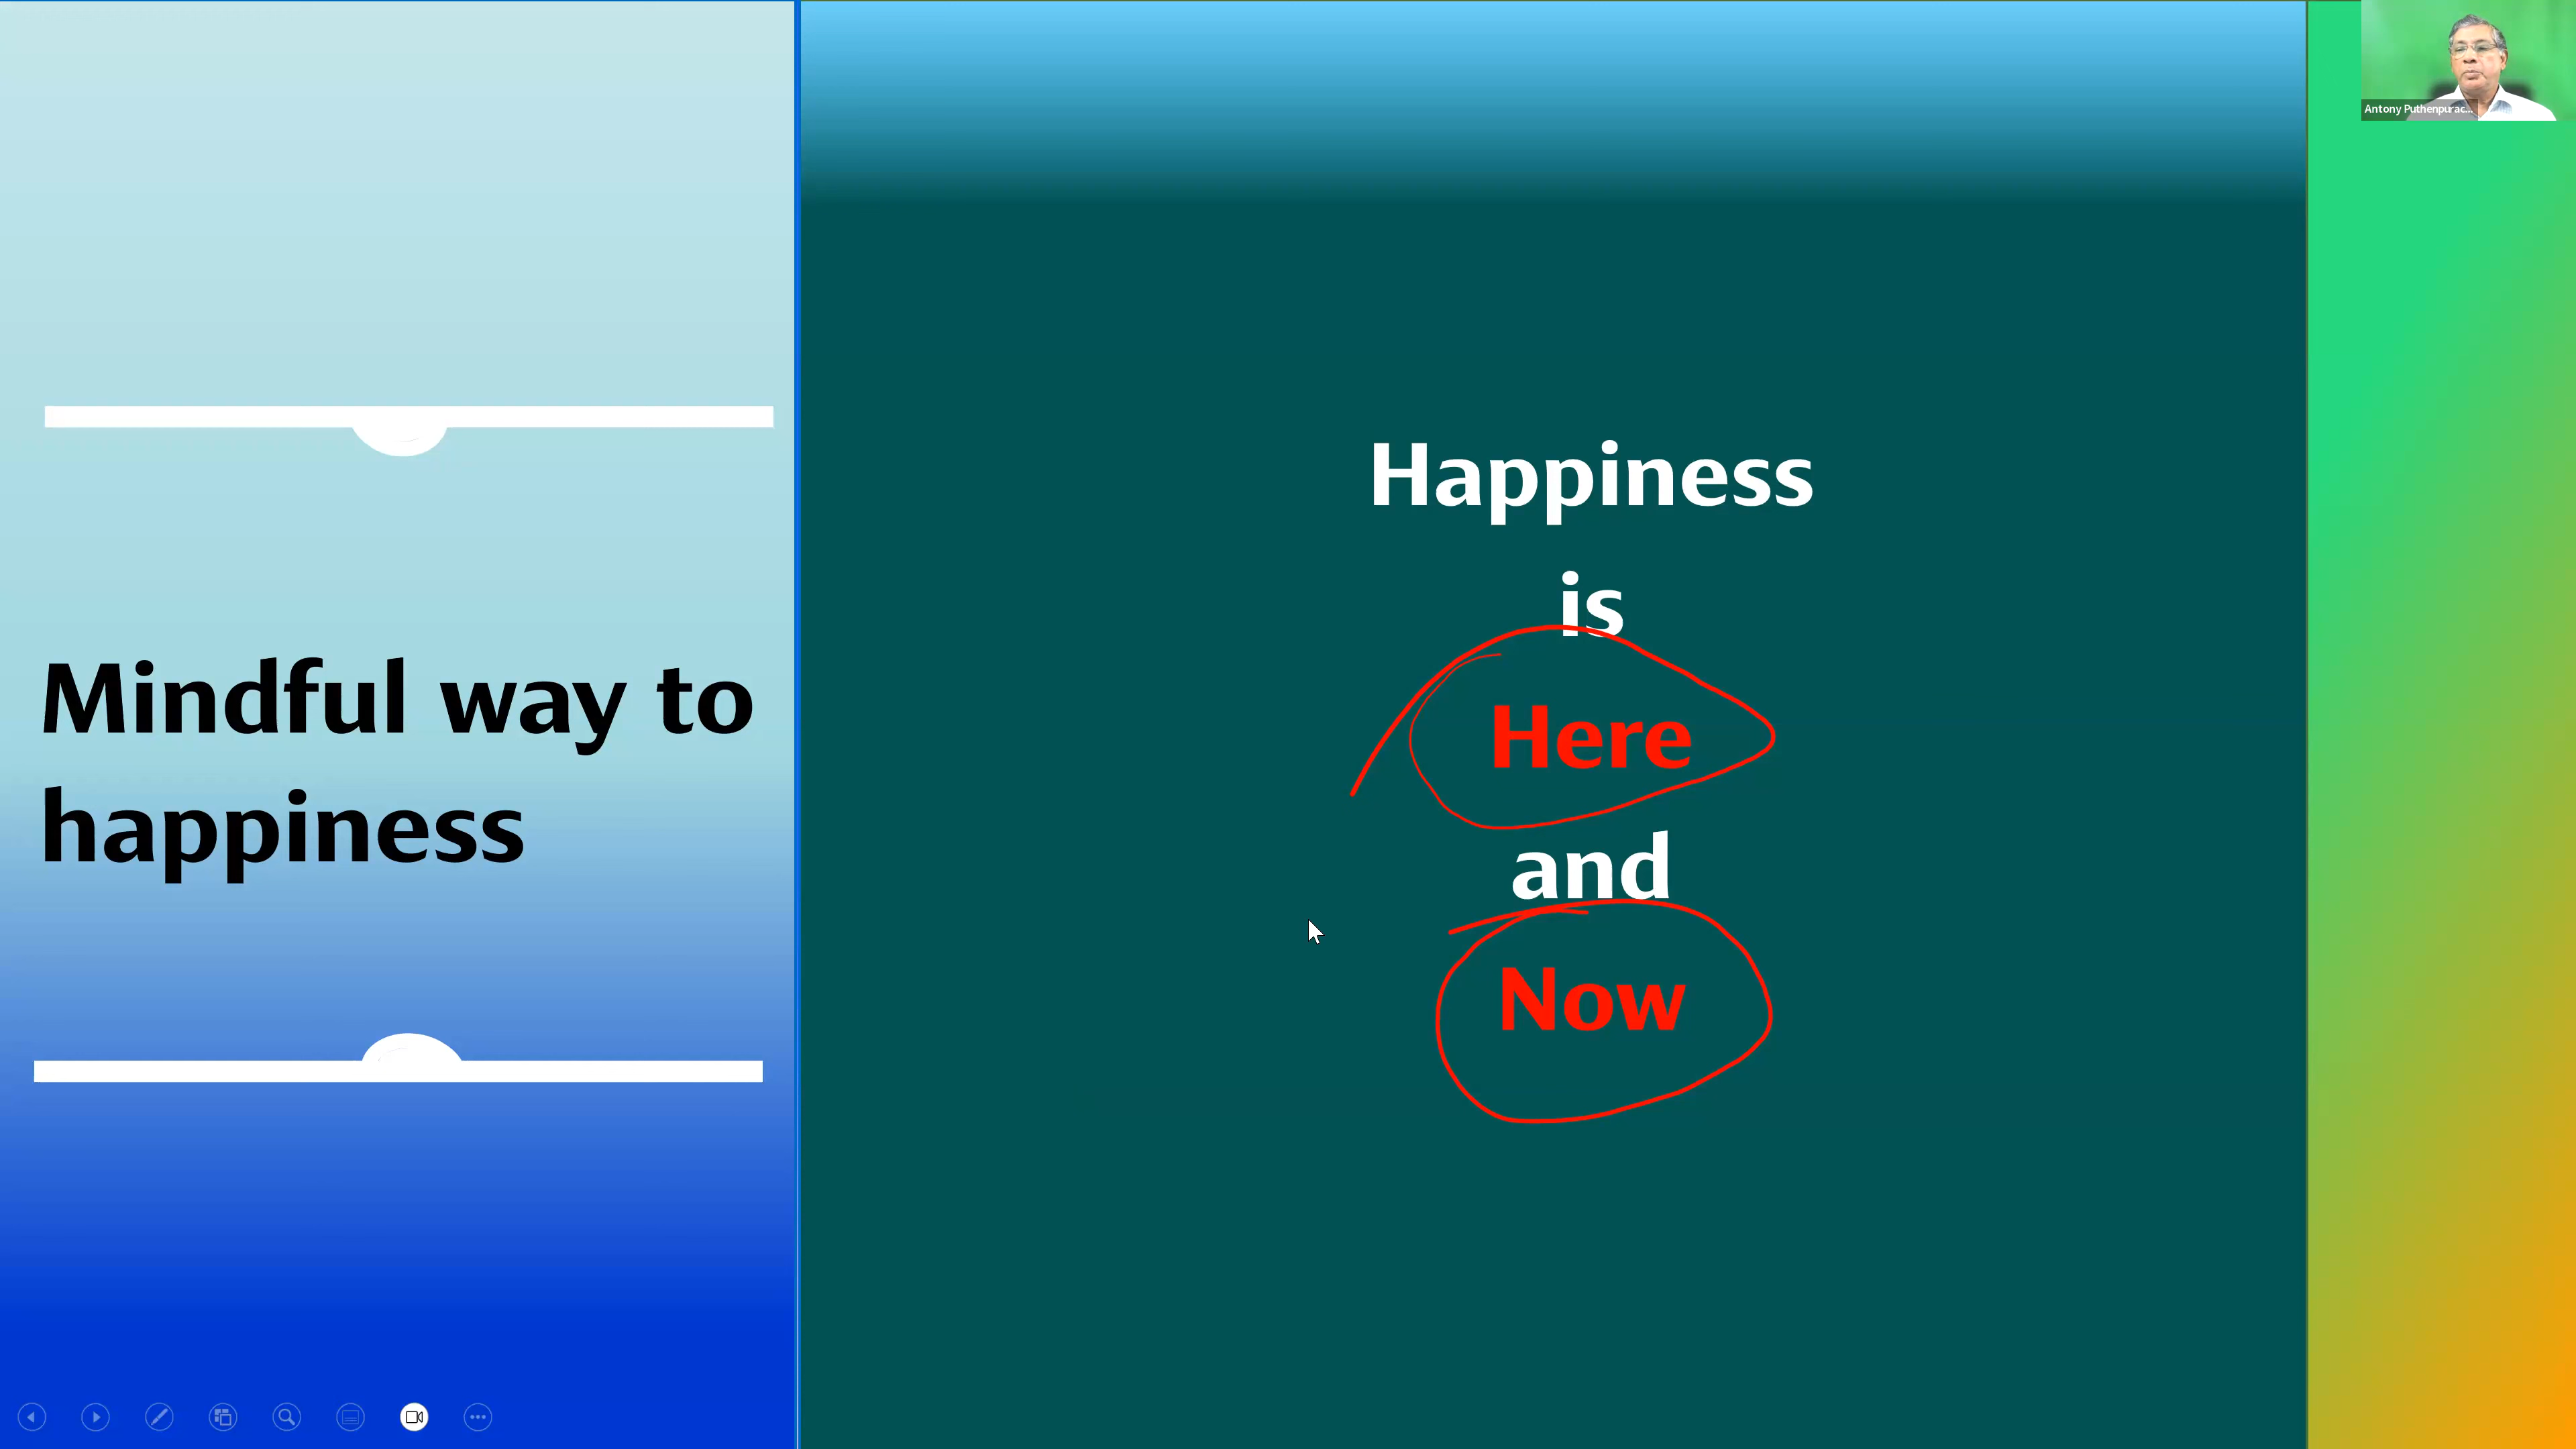 Mindful way to
happiness
Happiness
is
Here
and
Now
Antony Puthenpurac...